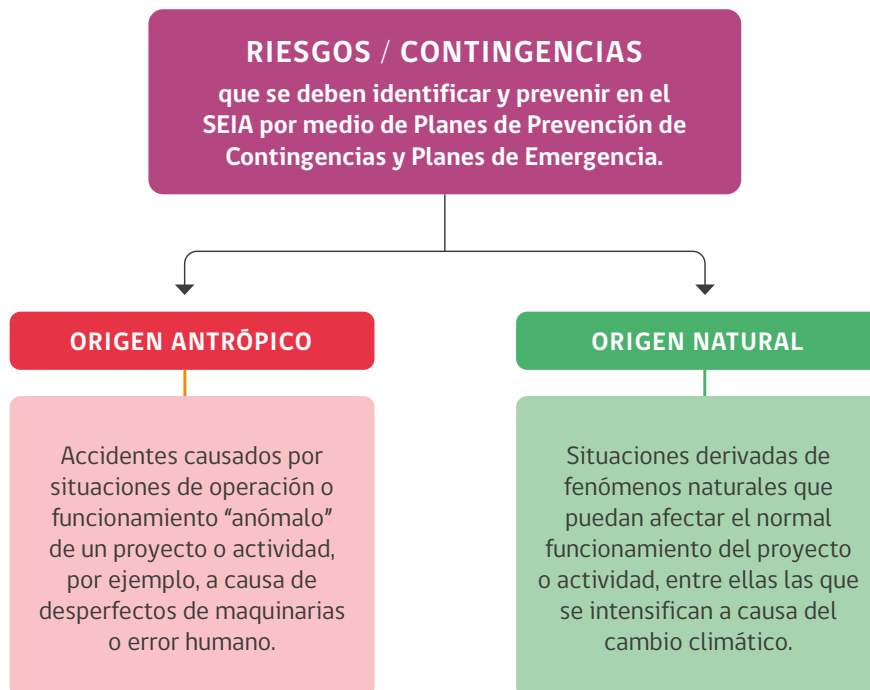 RIESGOS / CONTINGENCIAS
que se deben identificar y prevenir en el
SEIA por medio de Planes de Prevención de
Contingencias y Planes de Emergencia.
ORIGEN ANTRÓPICO
Accidentes causados por
situaciones de operación o
funcionamiento “anómalo”
de un proyecto o actividad,
por ejemplo, a causa de
desperfectos de maquinarias
o error humano.
ORIGEN NATURAL
Situaciones derivadas de
fenómenos naturales que
puedan afectar el normal
funcionamiento del proyecto
o actividad, entre ellas las que
se intensifican a causa del
cambio climático.